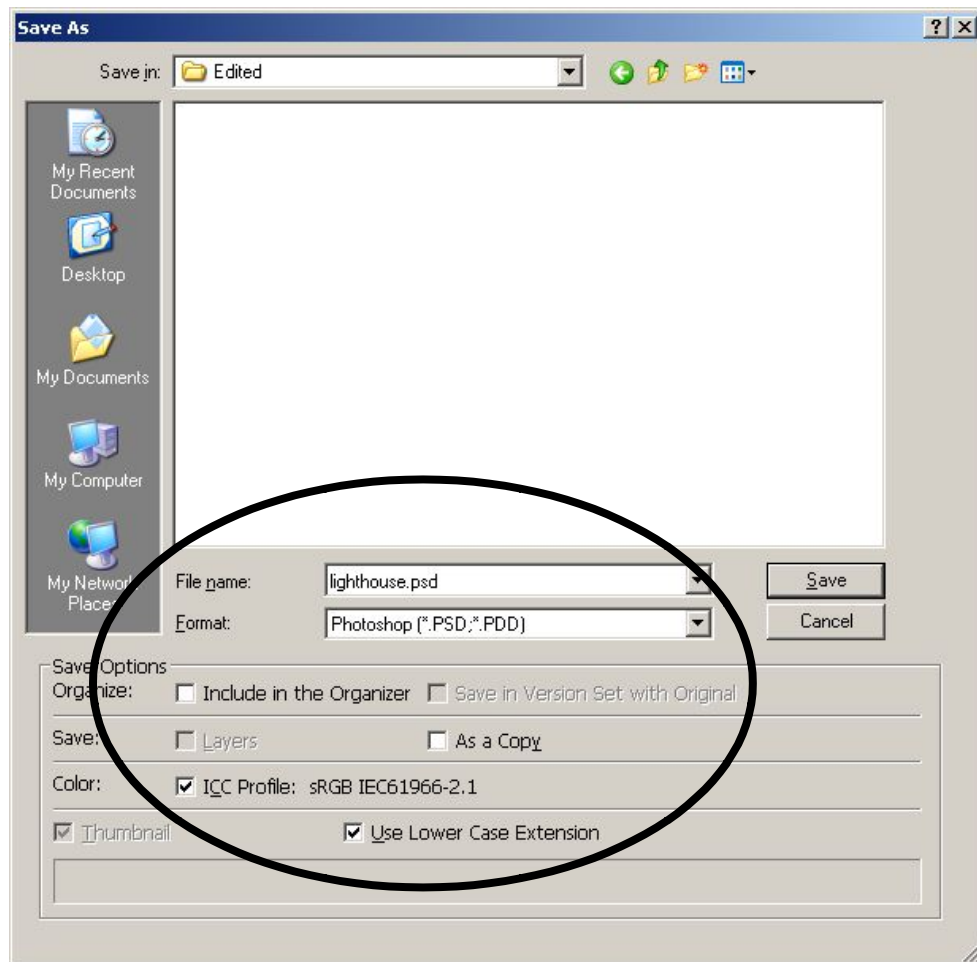 Save As
Save in: Edited
My Recent
Documents
Desktop
My Documents
My Computer
My Network
Places
File name: lighthouse.psd
Format: Photoshop (*.PSD;*.PDD)
Save
Cancel
Save Options
Organize: Include in the Organizer Save in Version Set with Original
Save: Layers As a Copy
Color: ICC Profile: sRGB IEC61966-2.1
Thumbnail Use Lower Case Extension